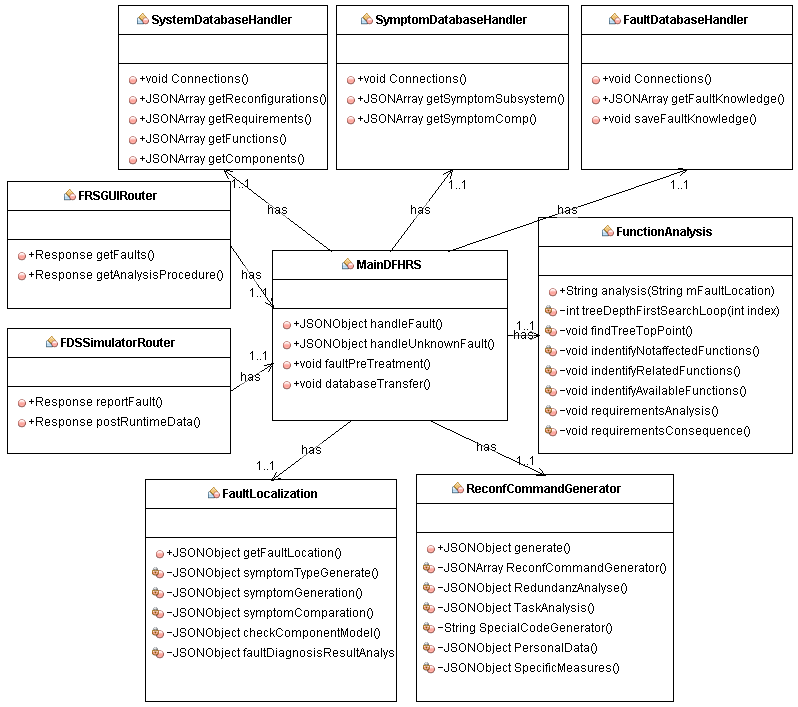 SystemDatabaseHandler
+void Connections()
+JSONArray getReconfigurations()
+JSONArray getRequirements()
+JSONArray getFunctions()
+JSONArray getComponents()
SymptomDatabaseHandler
+void Connections()
+JSONArray getSymptomSubsystem()
+JSONArray getSymptomComp()
FaultDatabaseHandler
+void Connections()
+JSONArray getFaultKnowledge()
+void saveFaultKnowledge()
1..1
1..1
1..1
has
has
has
FRSGUIRouter
+Response getFaults()
+Response getAnalysisProcedure()
has
1..1
FDSSimulatorRouter
+Response reportFault()
+Response postRuntimeData()
1..1
has
MainDFHRS
+JSONObject handleFault()
+JSONObject handleUnknownFault()
+void faultPreTreatment()
+void databaseTransfer()
1..1
has
FunctionAnalysis
+String analysis(String mFaultLocation)
-int treeDepthFirstSearchLoop(int index)
-void findTreeTopPoint()
-void indentifyNotaffectedFunctions()
-void indentifyRelatedFunctions()
-void indentifyAvailableFunctions()
-void requirementsAnalysis()
-void requirementsConsequence()
has
1..1
has
1..1
FaultLocalization
+JSONObject getFaultLocation()
-JSONObject symptomTypeGenerate()
-JSONObject symptomGeneration()
-JSONObject symptomComparation()
-JSONObject checkComponentModel()
-JSONObject faultDiagnosisResultAnalys
ReconfCommandGenerator
+JSONObject generate()
-JSONArray ReconfCommandGenerator()
-JSONObject RedundanzAnalyse()
-JSONObject TaskAnalysis()
-String SpecialCodeGenerator()
-JSONObject PersonalData()
-JSONObject SpecificMeasures()